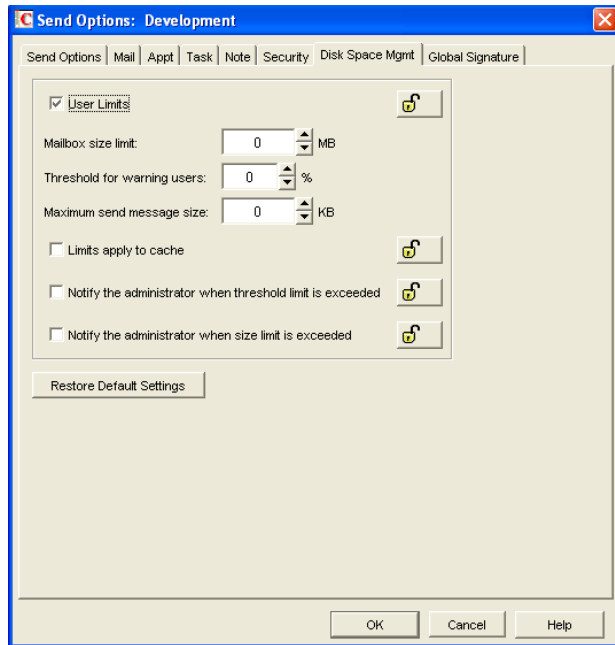 Send Options: Development
Send Options Mail Appt Task Note Security Disk Space Mgmt Global Signature
User Limits
Mailbox size limit: 0 MB
Threshold for warning users: 0 %
Maximum send message size: 0 KB
Limits apply to cache
Notify the administrator when threshold limit is exceeded
Notify the administrator when size limit is exceeded
Restore Default Settings
OK Cancel Help